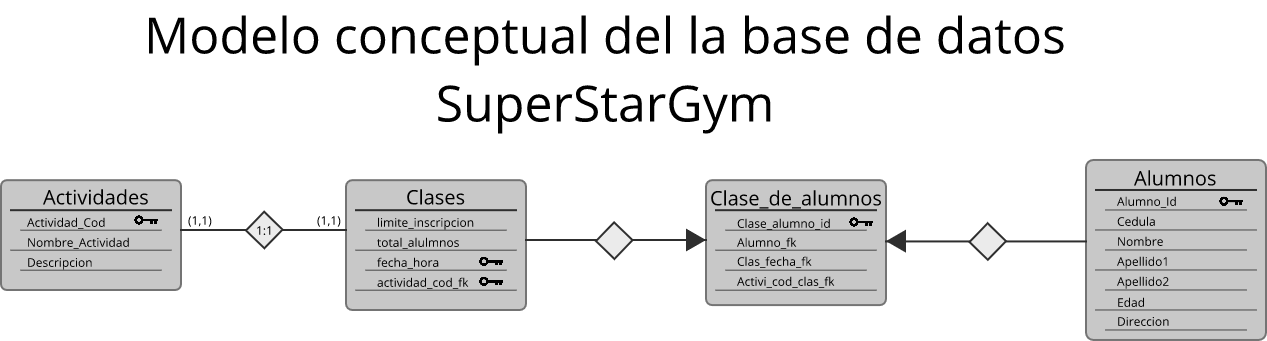 Modelo conceptual del la base de datos
SuperStarGym
Actividades
Actividad_Cod
Nombre_Actividad
Descripcion
(1,1)
1:1
(1,1)
Clases
limite_inscripcion
total_alulmnos
fecha_hora
actividad_cod_fk
Clase_de_alumnos
Clase_alumno_id
Alumno_fk
Clas_fecha_fk
Activi_cod_clas_fk
Alumnos
Alumno_Id
Cedula
Nombre
Apellido1
Apellido2
Edad
Direccion